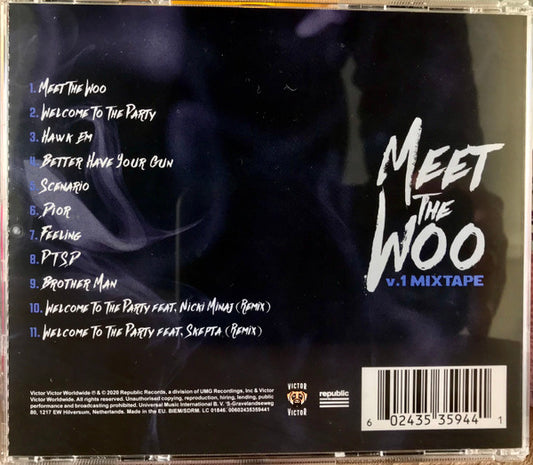 1. Meet The Woo
2. Welcome To The Party
3. Hawk Em
4. Better Have Your Gun
5. Scenario
6. Dior
7. Feeling
8. PTSD
9. Brother Man
10. Welcome To The Party feat. Nicki Minaj (Remix)
11. Welcome To The Party feat. Skepta (Remix)
MEET
THE
WOO
v.1 MIXTAPE
Victor Victor Worldwide ℗ & © 2020 Republic Records, a division of UMG Recordings, Inc & Victor
Victor Worldwide. All rights reserved. Unauthorised copying, reproduction, hiring, lending, public
performance and broadcasting prohibited. Universal Music International B. V. 'S-Gravelandseweg
80, 1217 EW Hilversum, Netherlands. Made in the EU. BIEM/SDRM. LC 01846. 00602435359441
VICTOR
VICTOR
republic
6 02435 35944 1